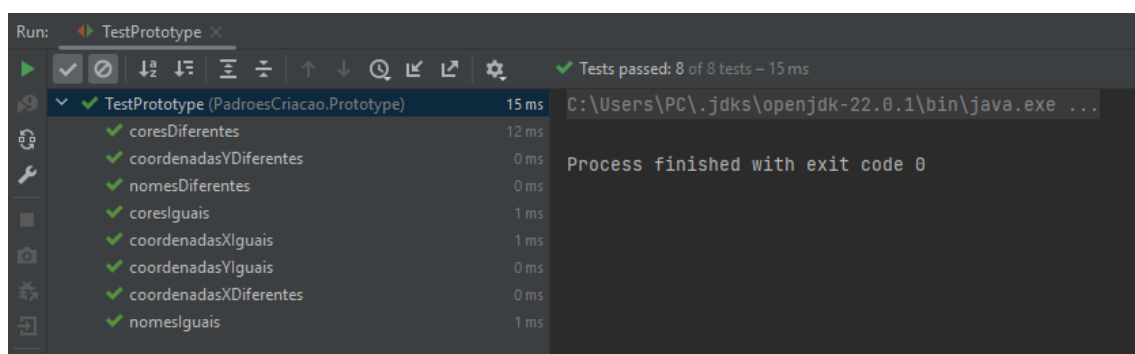 Run: TestPrototype
Tests passed: 8 of 8 tests – 15 ms
TestPrototype (PadroesCriacao.Prototype) 15 ms
coresDiferentes 12 ms
coordenadasYDiferentes 0 ms
nomesDiferentes 0 ms
coresIguais 1 ms
coordenadasXIguais 1 ms
coordenadasYIguais 0 ms
coordenadasXDiferentes 0 ms
nomesIguais 1 ms
C:\Users\PC\.jdks\openjdk-22.0.1\bin\java.exe ...
Process finished with exit code 0